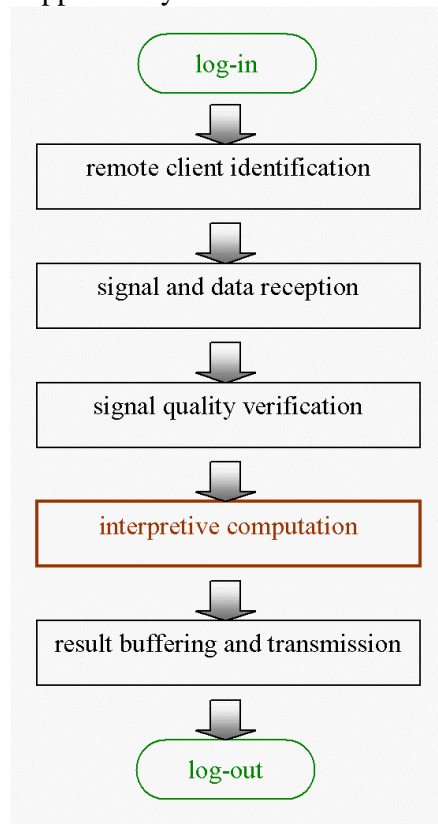 log-in
remote client identification
signal and data reception
signal quality verification
interpretive computation
result buffering and transmission
log-out